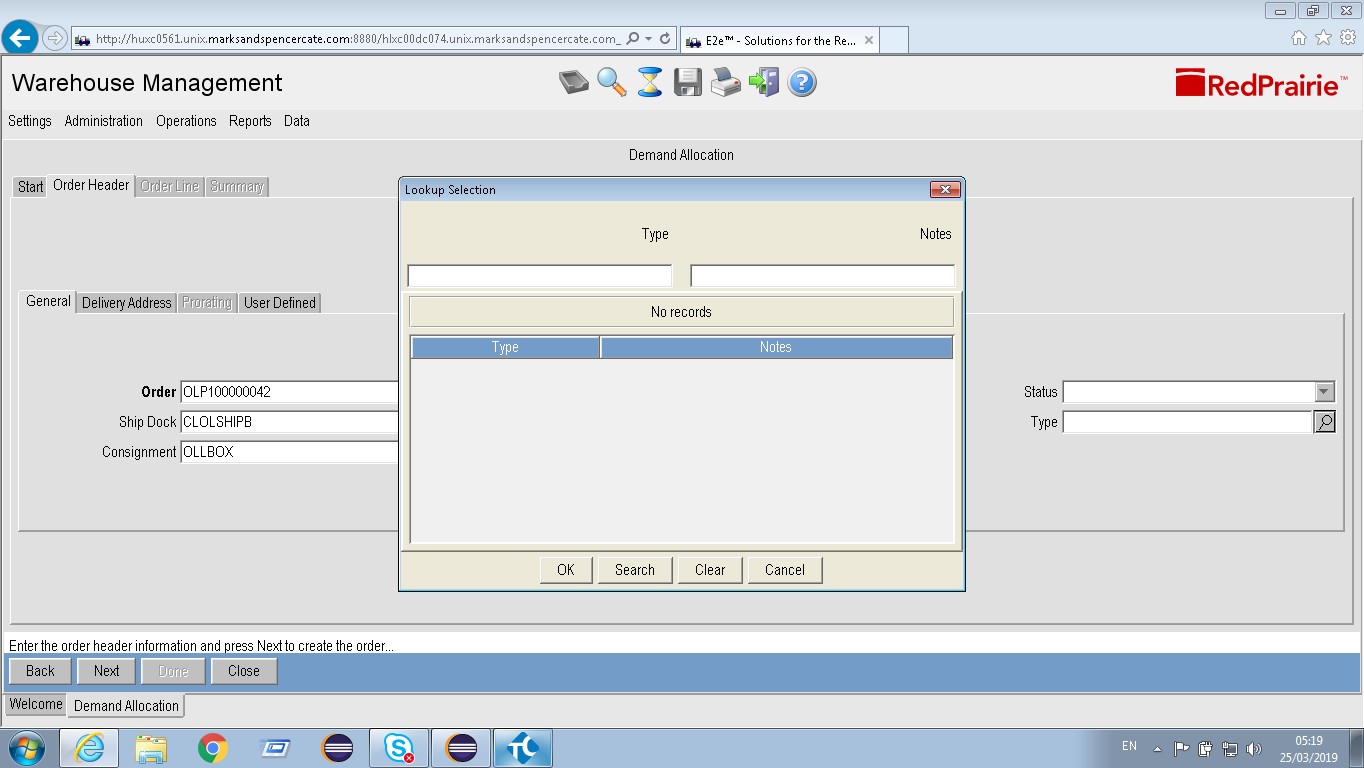 http://huxc0561.unix.marksandspencercate.com:8880/hlxc00dc074.unix.marksandspencercate.com_
E2e™ - Solutions for the Re...
Warehouse Management
RedPrairie™
Settings Administration Operations Reports Data
Demand Allocation
Start Order Header Order Line Summary
Lookup Selection
Type Notes
General Delivery Address Prorating User Defined
No records
Type Notes
Order OLP100000042
Status
Ship Dock CLOLSHIPB
Type
Consignment OLLBOX
OK Search Clear Cancel
Enter the order header information and press Next to create the order...
Back Next Done Close
Welcome Demand Allocation
EN
05:19
25/03/2019
TC